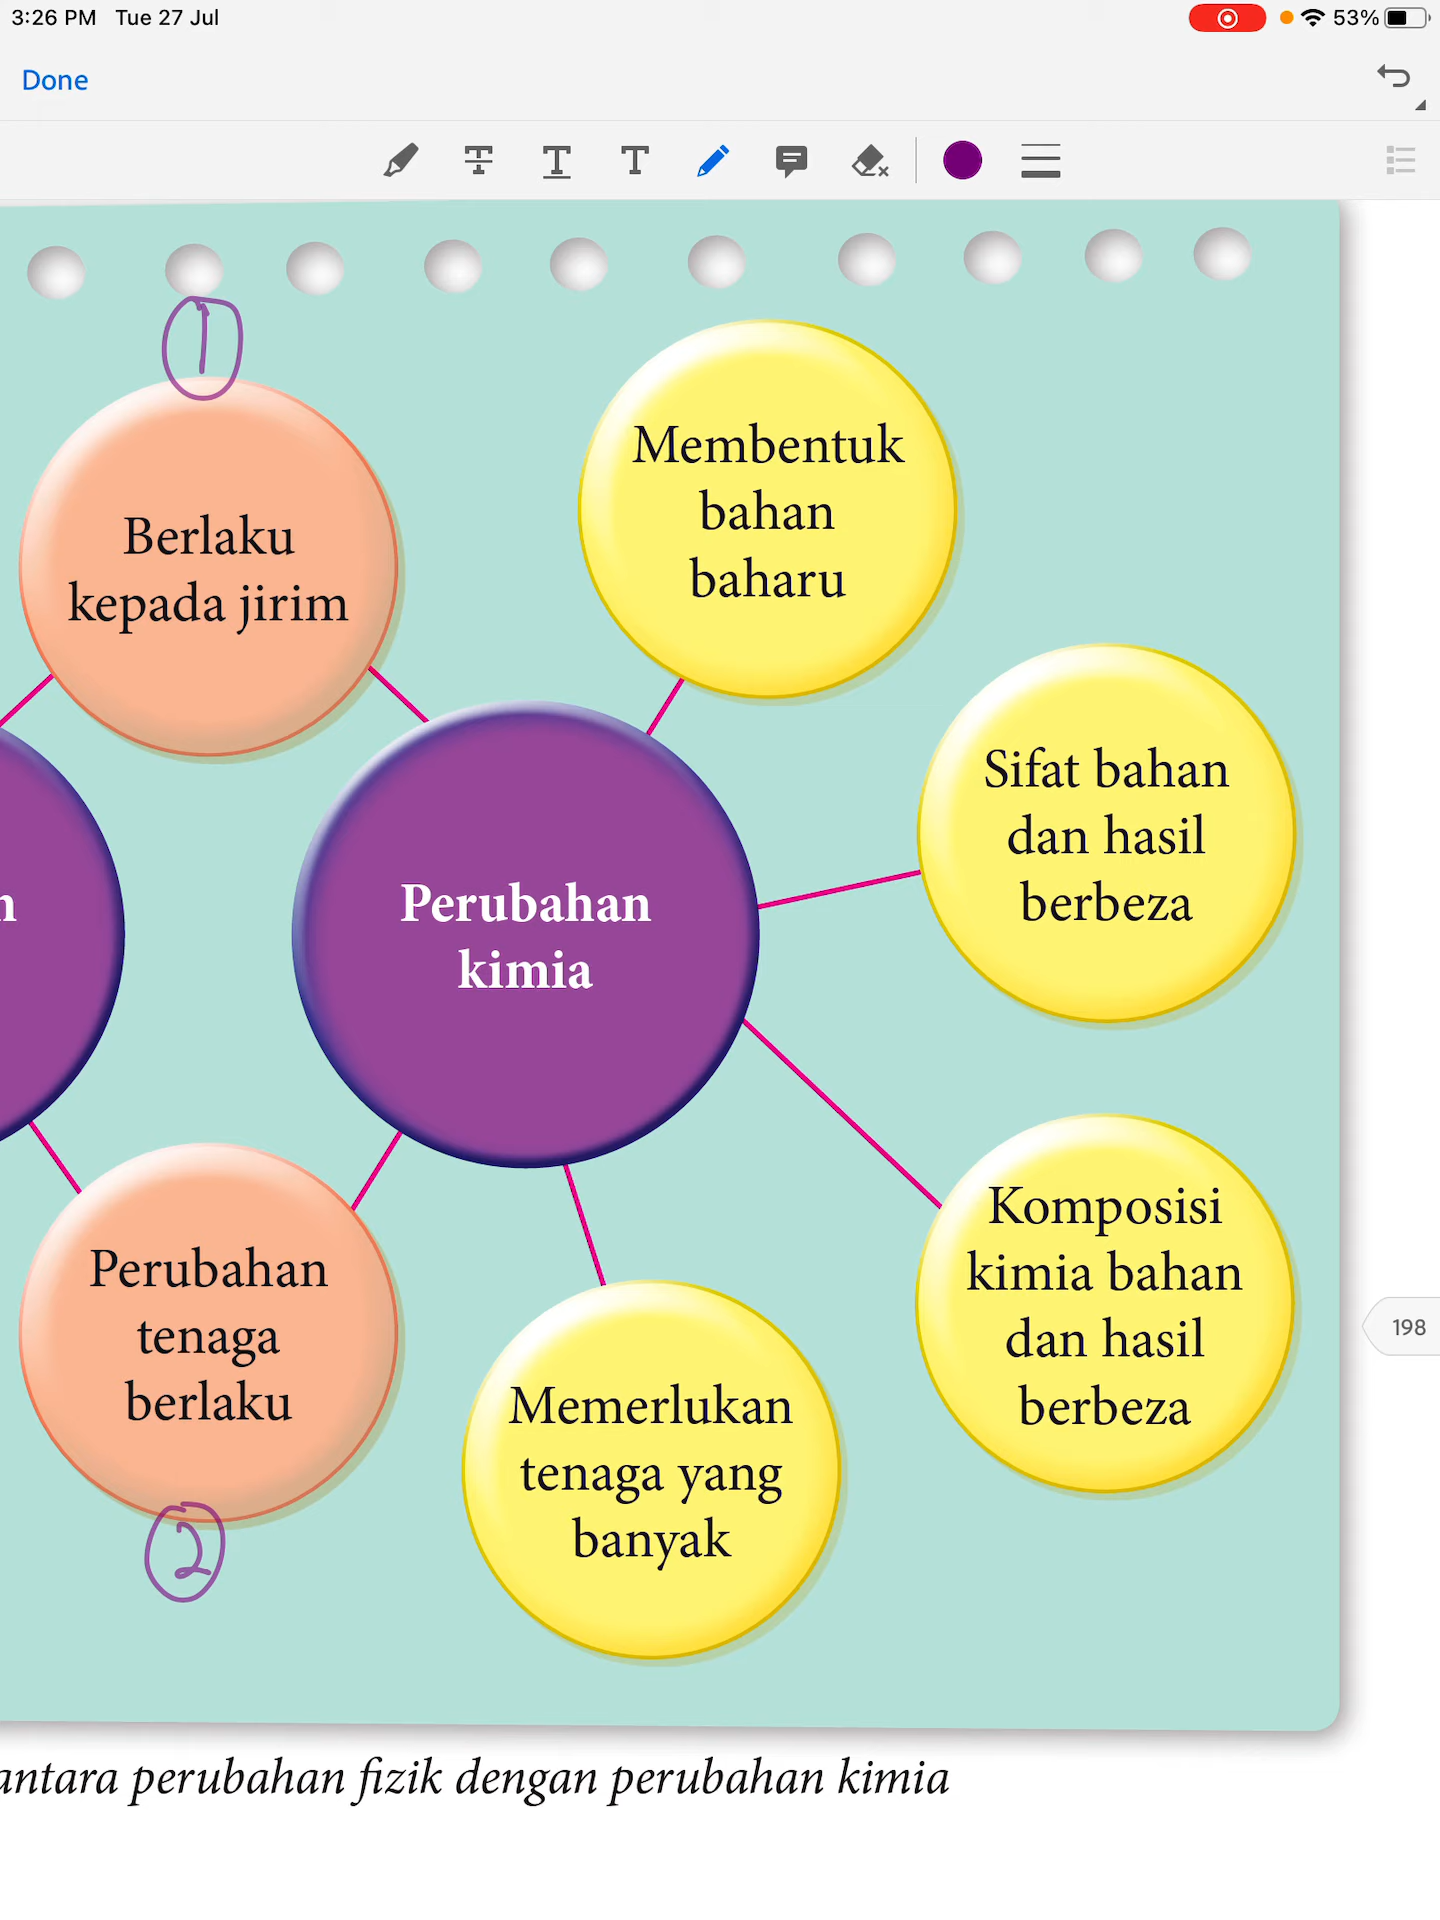 3:26 PM Tue 27 Jul
53%
Done
1
Berlaku
kepada jirim
Membentuk
bahan
baharu
Sifat bahan
dan hasil
berbeza
n
Perubahan
kimia
Komposisi
kimia bahan
dan hasil
berbeza
Perubahan
tenaga
berlaku
Memerlukan
tenaga yang
banyak
198
2
antara perubahan fizik dengan perubahan kimia